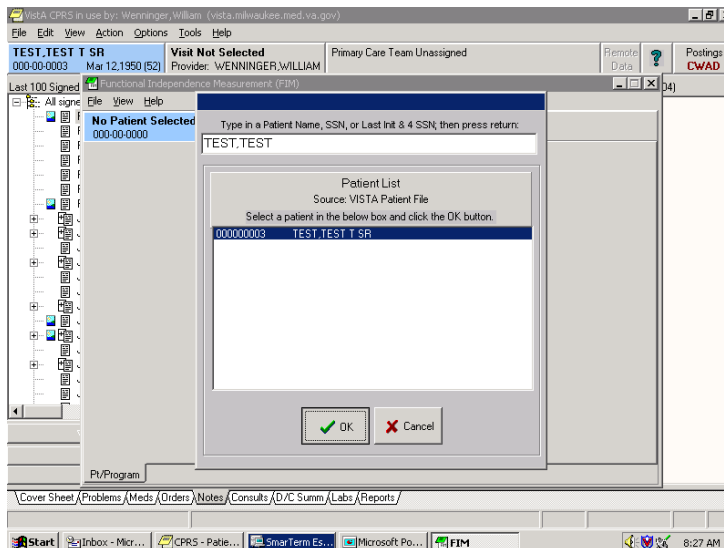 VistA CPRS in use by: Wenninger,William (vista.milwaukee.med.va.gov)
File Edit View Action Options Tools Help
TEST,TEST T SR
000-00-0003 Mar 12,1950 (52)
Visit Not Selected
Provider: WENNINGER,WILLIAM
Primary Care Team Unassigned
Remote
Data
?
Postings
CWAD
Last 100 Signed
04)
All signe
Functional Independence Measurement (FIM)
File View Help
No Patient Selected
000-00-0000
Type in a Patient Name, SSN, or Last Init & 4 SSN; then press return:
TEST,TEST
Patient List
Source: VISTA Patient File
Select a patient in the below box and click the OK button.
000000003 TEST,TEST T SR
OK
Cancel
Pt/Program
Cover Sheet Problems Meds Orders Notes Consults D/C Summ Labs Reports
Start
Inbox - Micr...
CPRS - Patie...
SmarTerm Es...
Microsoft Po...
FIM
8:27 AM